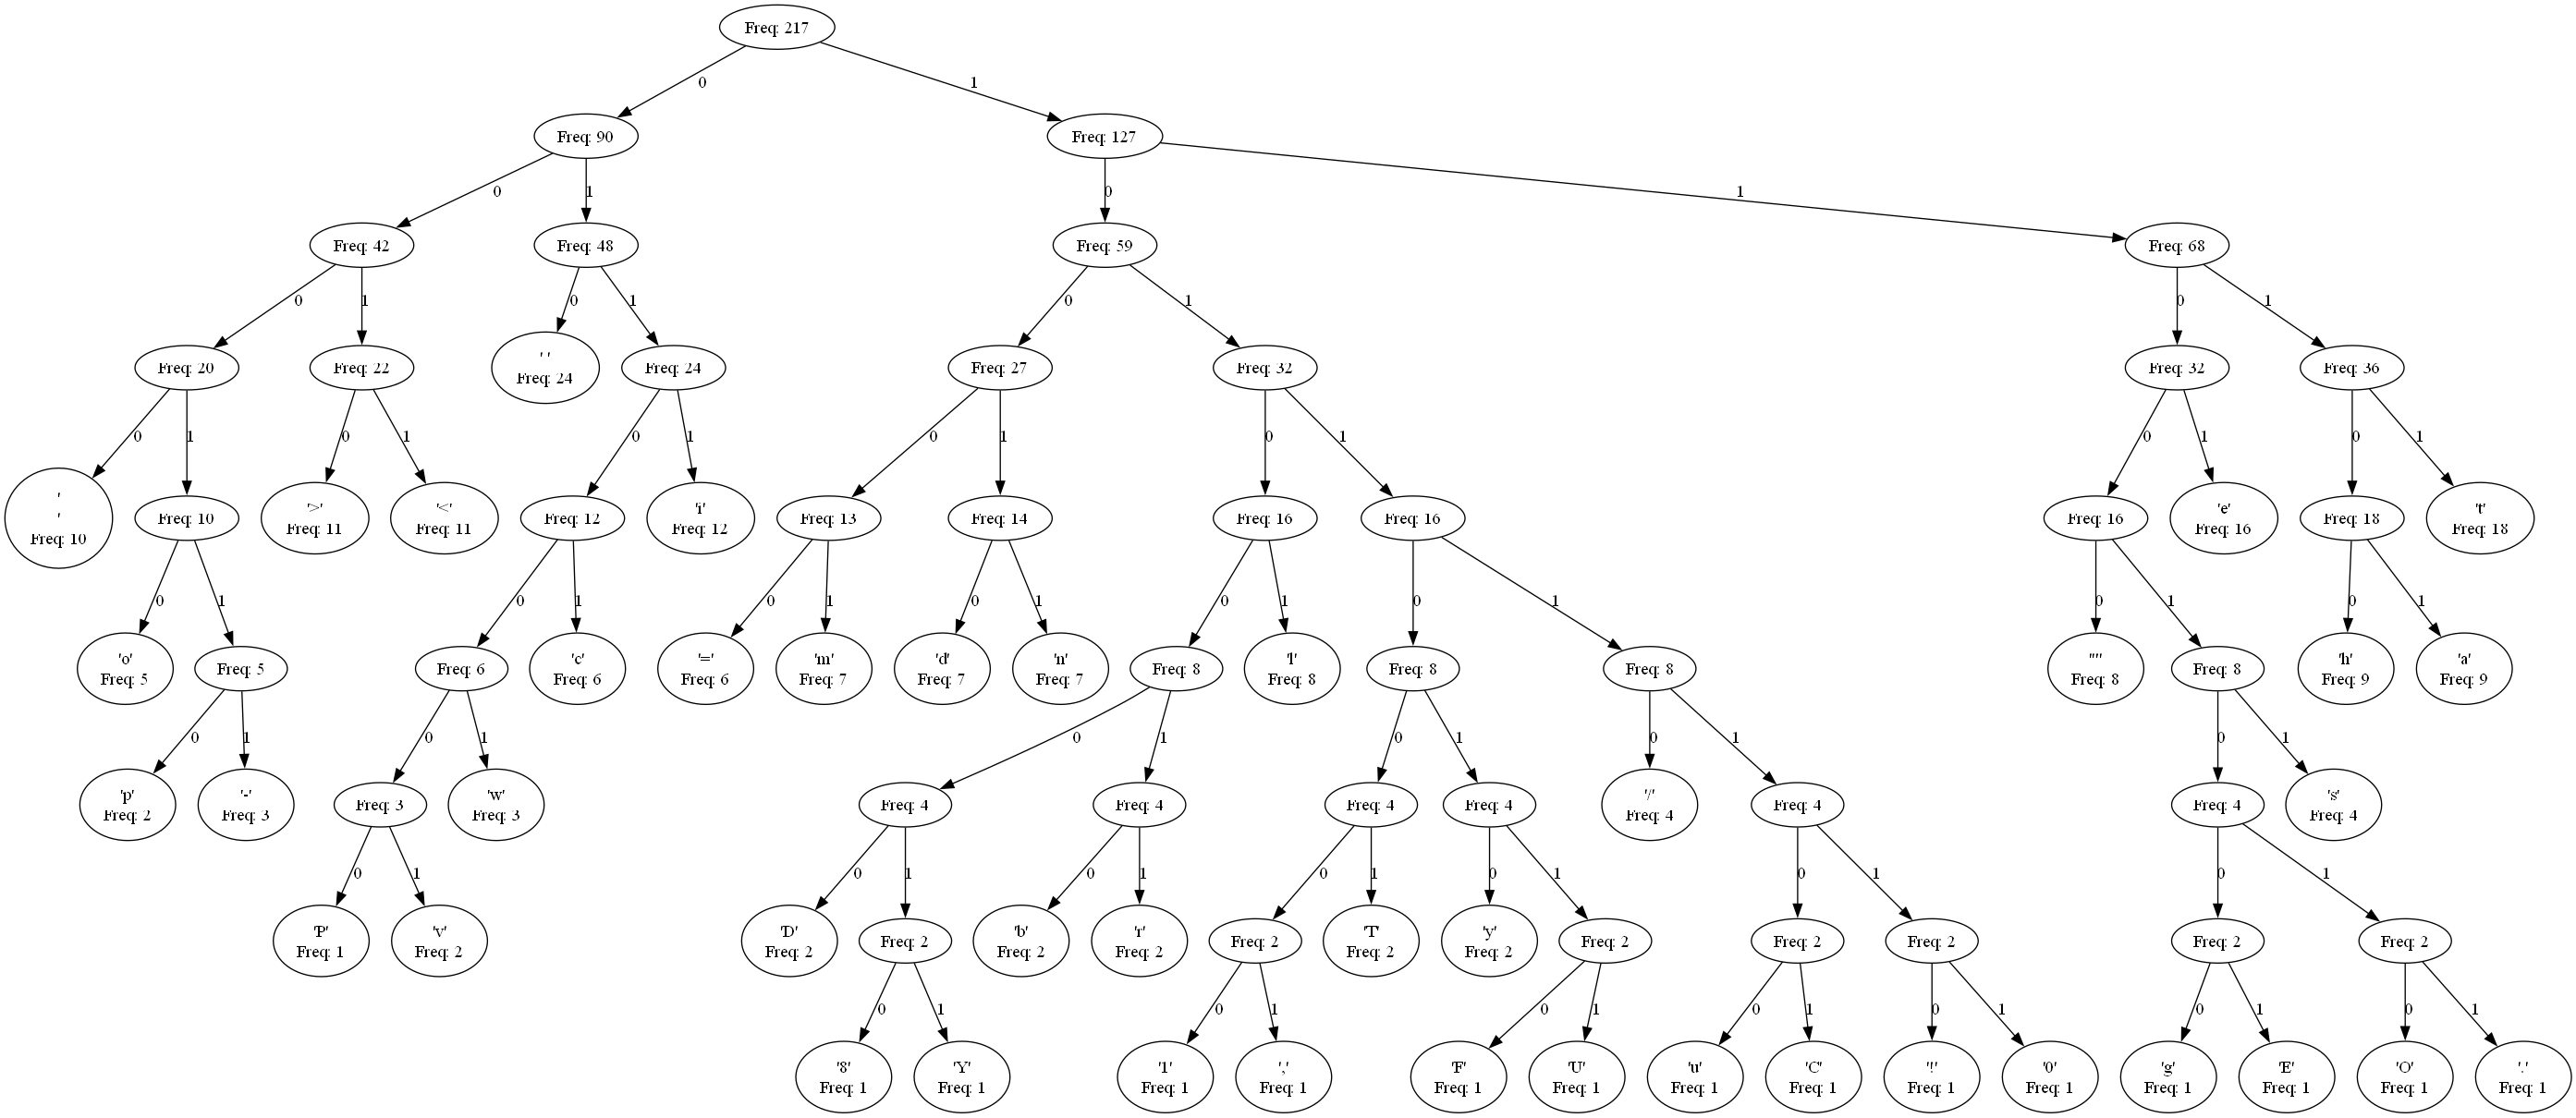 Freq: 217
0 1
Freq: 90 Freq: 127
0 1 0 1
Freq: 42 Freq: 48 Freq: 59 Freq: 68
0 1 0 1 0 1 0 1
Freq: 20 Freq: 22 ' ' Freq: 24 Freq: 24 Freq: 27 Freq: 32 Freq: 32 Freq: 36
0 1 0 1 0 1 0 1 0 1 0 1 0 1
' ' Freq: 10 Freq: 10 '>' Freq: 11 '<' Freq: 11 Freq: 12 'i' Freq: 12 Freq: 13 Freq: 14 Freq: 16 Freq: 16 Freq: 16 'e' Freq: 16 Freq: 18 't' Freq: 18
0 1 0 1 0 1 0 1 0 1 0 1 0 1 0 1
'o' Freq: 5 Freq: 5 Freq: 6 'c' Freq: 6 '=' Freq: 6 'm' Freq: 7 'd' Freq: 7 'n' Freq: 7 Freq: 8 'l' Freq: 8 Freq: 8 Freq: 8 '"' Freq: 8 Freq: 8 'h' Freq: 9 'a' Freq: 9
0 1 0 1 0 1 0 1 0 1 0 1
'p' Freq: 2 '-' Freq: 3 Freq: 3 'w' Freq: 3 Freq: 4 Freq: 4 Freq: 4 Freq: 4 '/' Freq: 4 Freq: 4 Freq: 4 's' Freq: 4
0 1 0 1 0 1 0 1 0 1 0 1 0 1
'P' Freq: 1 'v' Freq: 2 'D' Freq: 2 Freq: 2 'b' Freq: 2 'r' Freq: 2 Freq: 2 'T' Freq: 2 'y' Freq: 2 Freq: 2 Freq: 2 Freq: 2 Freq: 2 Freq: 2
0 1 0 1 0 1 0 1 0 1 0 1 0 1
'8' Freq: 1 'Y' Freq: 1 '1' Freq: 1 ',' Freq: 1 'F' Freq: 1 'U' Freq: 1 'u' Freq: 1 'C' Freq: 1 '!' Freq: 1 '0' Freq: 1 'g' Freq: 1 'E' Freq: 1 'O' Freq: 1 '.' Freq: 1